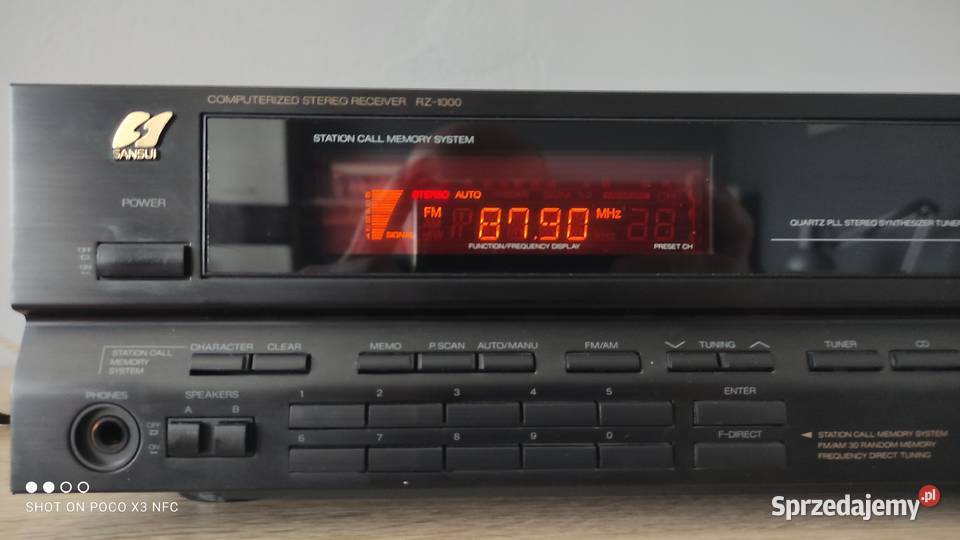 COMPUTERIZED STEREO RECEIVER RZ-1000
SANSUI
STATION CALL MEMORY SYSTEM
POWER
OFF
ON
STEREO AUTO
FM 87.90 MHz
SIGNAL
FUNCTION/FREQUENCY DISPLAY PRESET CH
QUARTZ PLL STEREO SYNTHESIZER TUNER
STATION CALL
MEMORY
SYSTEM
CHARACTER CLEAR MEMO P.SCAN AUTO/MANU FM/AM TUNING TUNER CD
PHONES SPEAKERS
A B
OFF
ON
1 2 3 4 5 ENTER
6 7 8 9 0 F-DIRECT
STATION CALL MEMORY SYSTEM
FM/AM 30 RANDOM MEMORY
FREQUENCY DIRECT TUNING
SHOT ON POCO X3 NFC
Sprzedajemy.pl